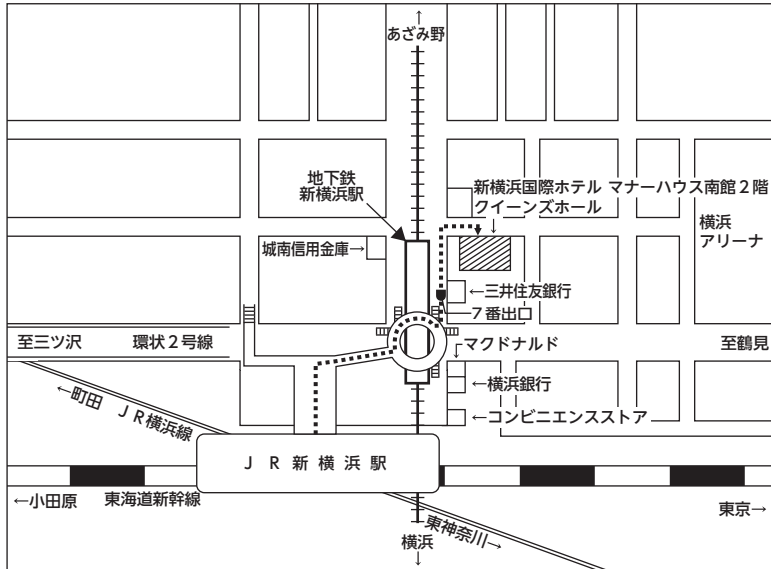 ↑
あざみ野
地下鉄
新横浜駅
新横浜国際ホテル マナーハウス南館2階
クイーンズホール
↓
横浜
アリーナ
城南信用金庫→
←三井住友銀行
7番出口
至三ツ沢 環状2号線
マクドナルド
↓
至鶴見
←横浜銀行
←町田 JR横浜線
←コンビニエンスストア
JR新横浜駅
←小田原 東海道新幹線
東京→
東神奈川→
横浜
↓